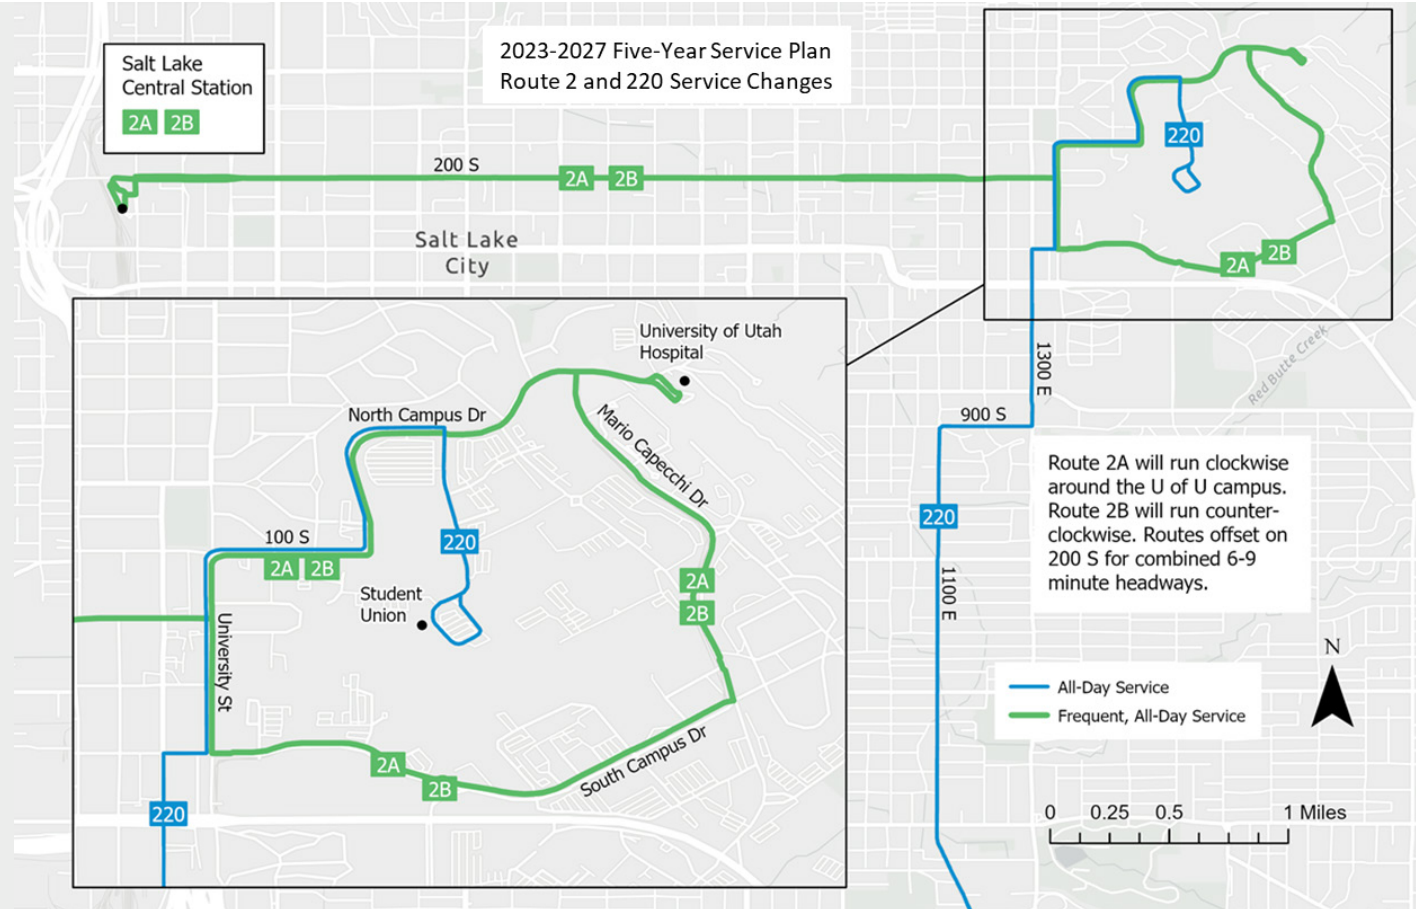 2023-2027 Five-Year Service Plan
Route 2 and 220 Service Changes
Salt Lake
Central Station
2A 2B
200 S
2A 2B
Salt Lake
City
220
2A 2B
Red Butte Creek
1300 E
900 S
220
1100 E
University of Utah
Hospital
North Campus Dr
Mario Capecchi Dr
100 S
2A 2B
220
2A
2B
Student
Union
University St
2A
2B
South Campus Dr
220
Route 2A will run clockwise
around the U of U campus.
Route 2B will run counter-
clockwise. Routes offset on
200 S for combined 6-9
minute headways.
N
All-Day Service
Frequent, All-Day Service
0 0.25 0.5 1 Miles